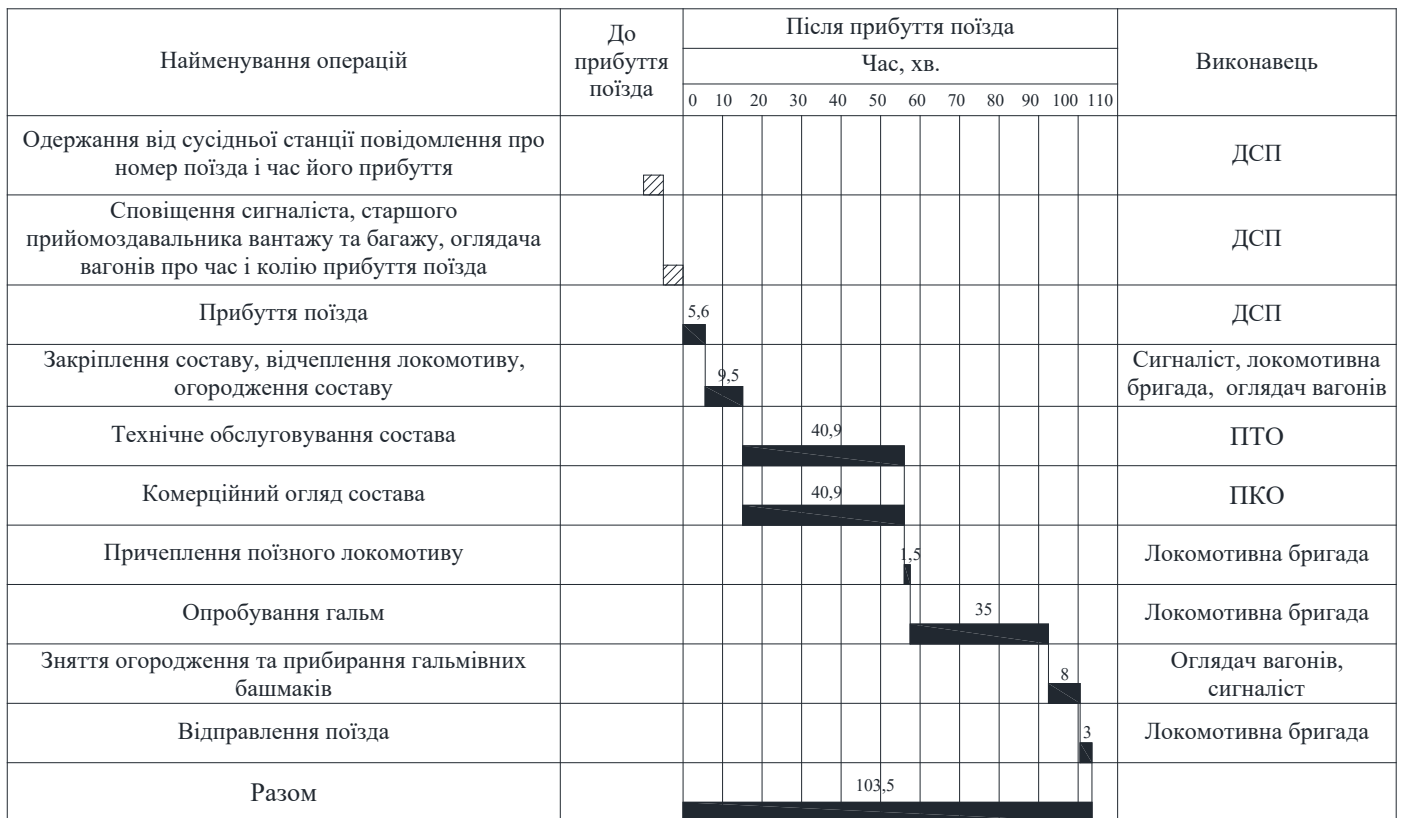 Найменування операцій
До
прибуття
поїзда
Після прибуття поїзда
Час, хв.
0 10 20 30 40 50 60 70 80 90 100 110
Виконавець
Одержання від сусідньої станції повідомлення про
номер поїзда і час його прибуття
ДСП
Сповіщення сигналіста, старшого
прийомоздавальника вантажу та багажу, оглядача
вагонів про час і колію прибуття поїзда
ДСП
Прибуття поїзда
5,6
ДСП
Закріплення составу, відчеплення локомотиву,
огородження составу
9,5
Сигналіст, локомотивна
бригада, оглядач вагонів
Технічне обслуговування состава
40,9
ПТО
Комерційний огляд состава
40,9
ПКО
Причеплення поїзного локомотиву
1,5
Локомотивна бригада
Опробування гальм
35
Локомотивна бригада
Зняття огородження та прибирання гальмівних
башмаків
8
Оглядач вагонів,
сигналіст
Відправлення поїзда
3
Локомотивна бригада
Разом
103,5